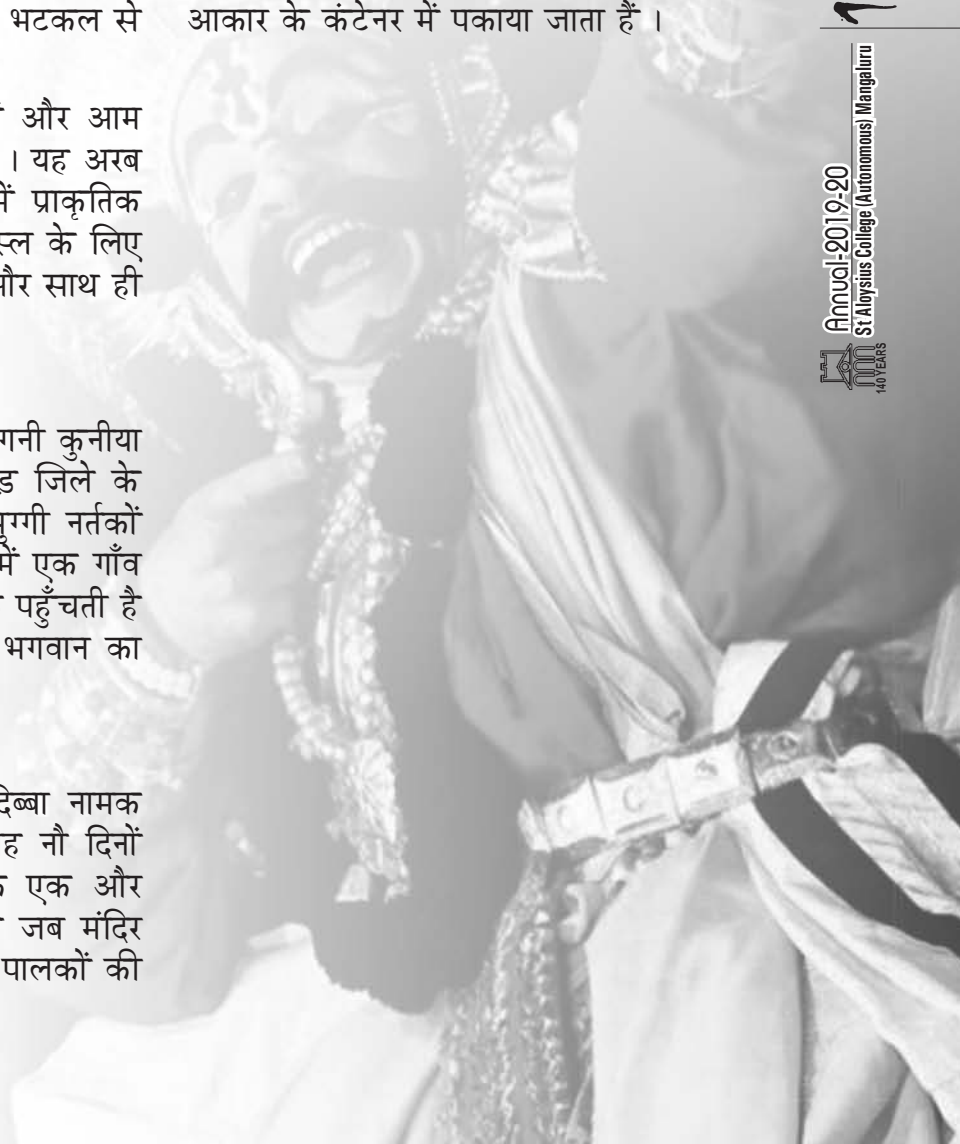 भटकल से
और आम
। यह अरब
में प्राकृतिक
के लिए
और साथ ही
कुनीया
जिले के
नर्तकों
में एक गाँव
पहुँचती है
भगवान का
नामक
नौ दिनों
एक और
जब मंदिर
पालकों की
आकार के कंटेनर में पकाया जाता हैं ।
Annual-2019-20
St Aloysius College (Autonomous) Mangaluru
140 YEARS